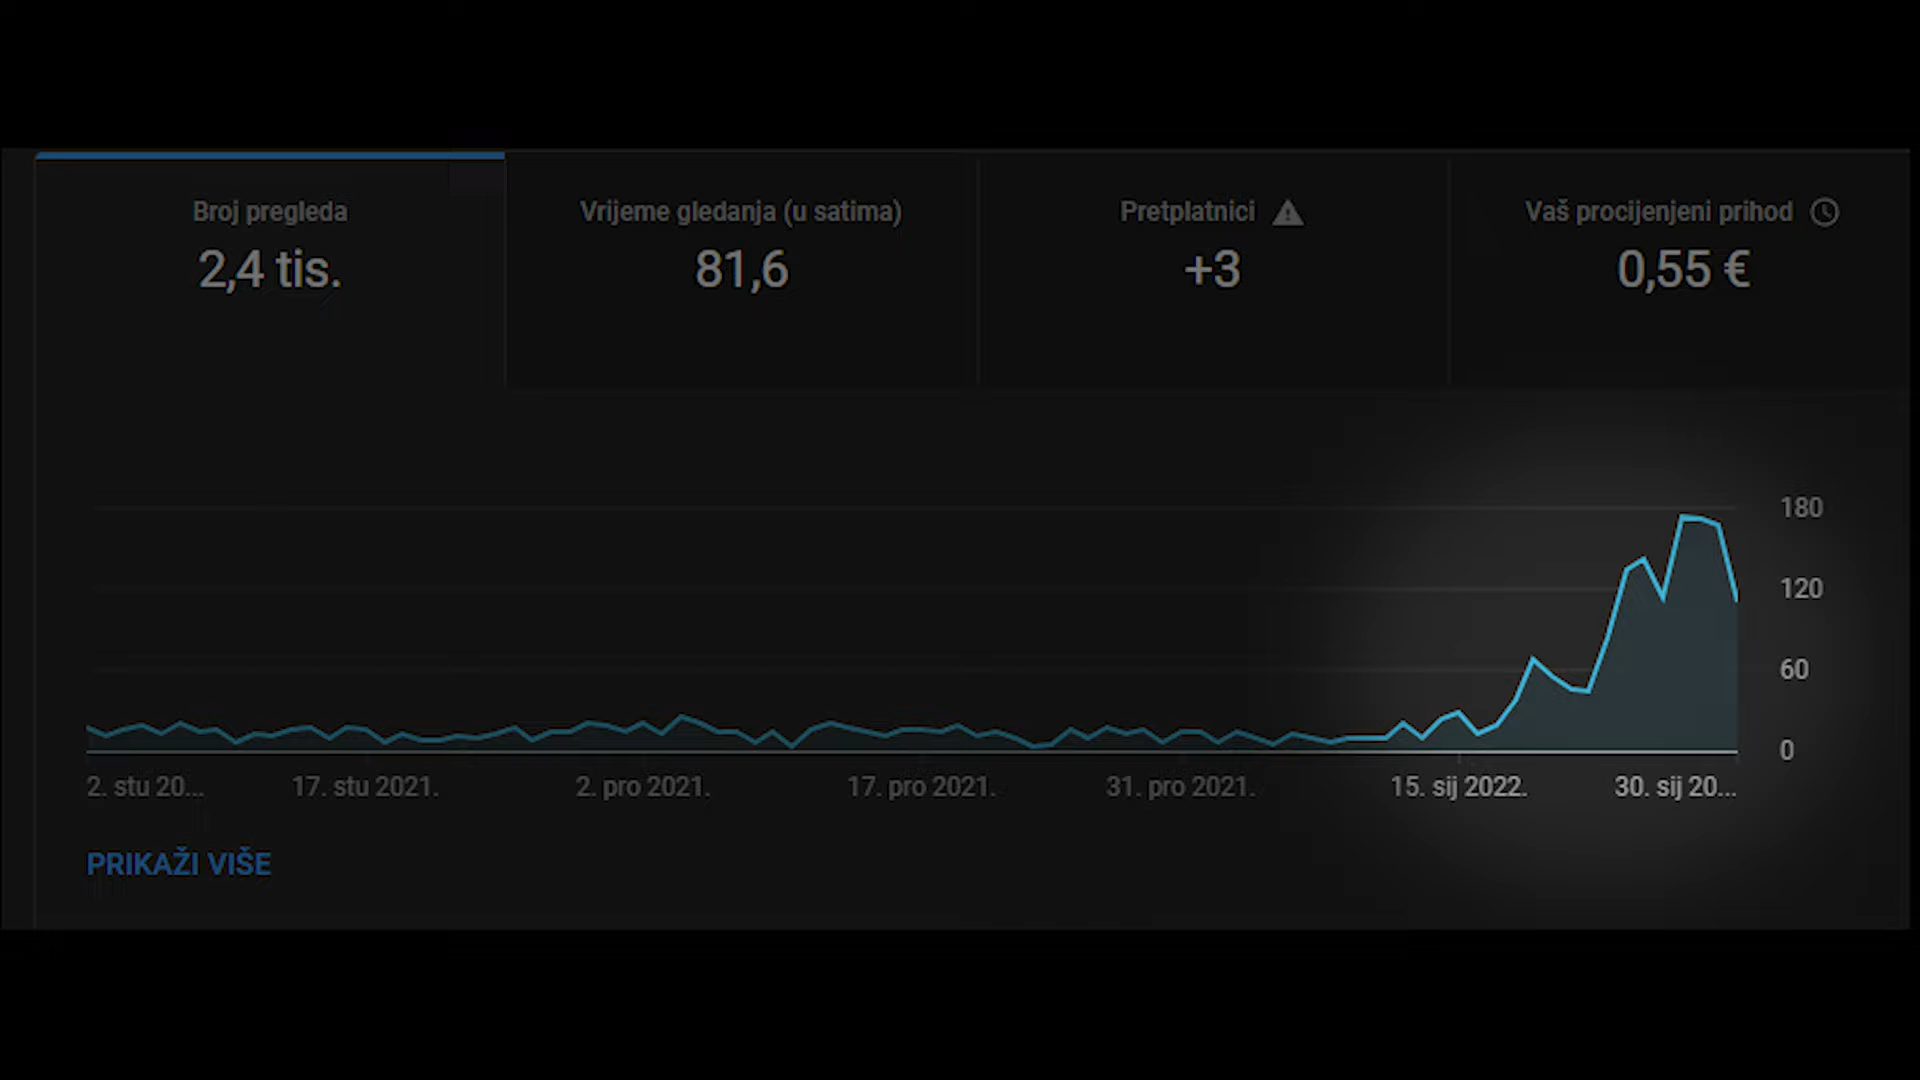 Broj pregleda
2,4 tis.
Vrijeme gledanja (u satima)
81,6
Pretplatnici
+3
Vaš procijenjeni prihod
0,55 €
180
120
60
0
2. stu 20...
17. stu 2021.
2. pro 2021.
17. pro 2021.
31. pro 2021.
15. sij 2022.
30. sij 20...
PRIKAŽI VIŠE